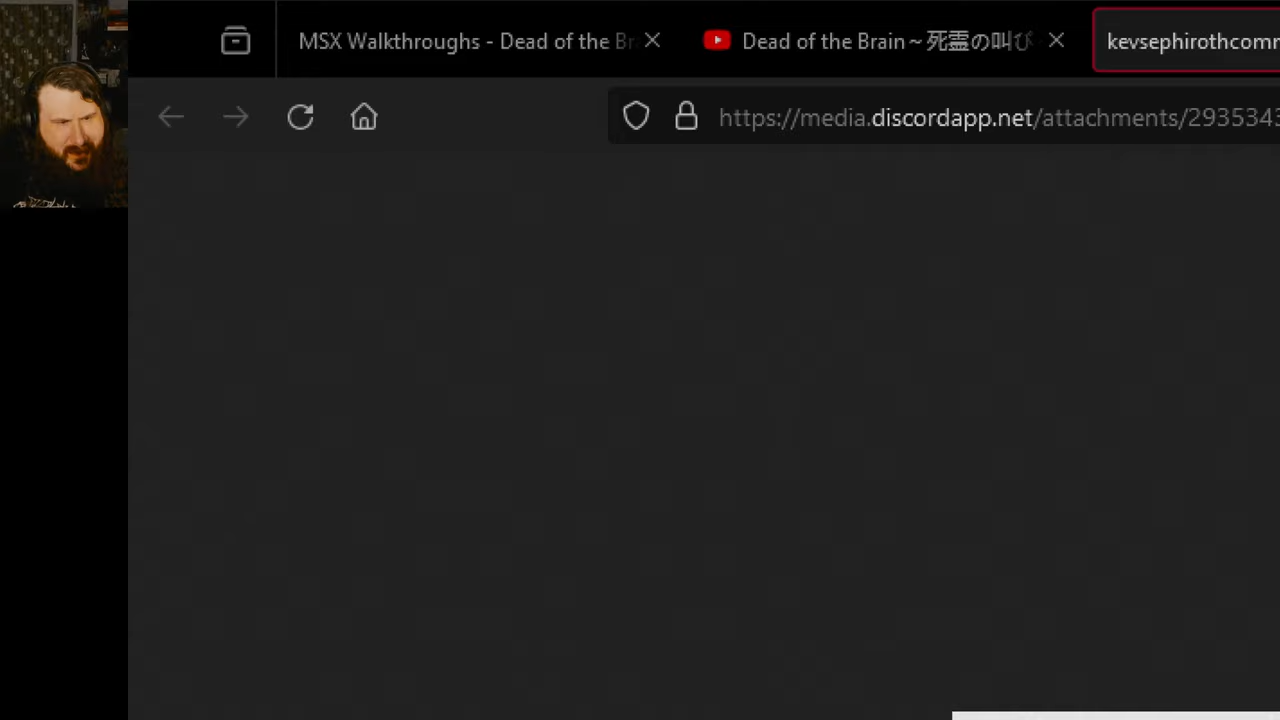 MSX Walkthroughs - Dead of the Br
Dead of the Brain～死霊の叫び
kevsephirothcomm
https://media.discordapp.net/attachments/2935343